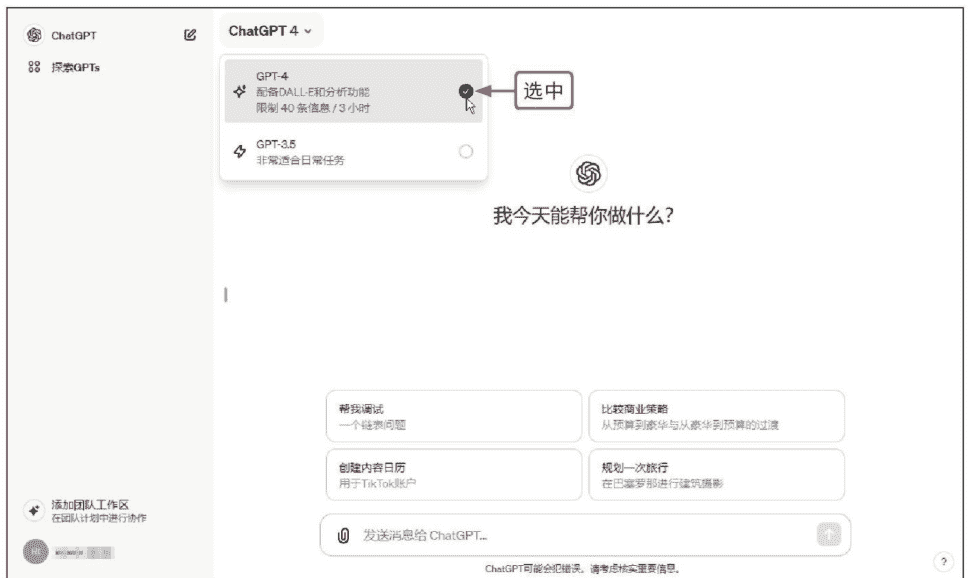 ChatGPT
探索GPTs
ChatGPT 4
GPT-4
配备DALL·E和分析功能
限制 40 条信息 / 3 小时
选中
GPT-3.5
非常适合日常任务
我今天能帮你做什么?
帮我调试
一个链表问题
比较商业策略
从预算到豪华与从豪华到预算的过渡
创建内容日历
用于TikTok账户
规划一次旅行
在巴塞罗那进行建筑摄影
添加团队工作区
在团队计划中进行协作
发送消息给 ChatGPT...
ChatGPT可能会犯错误。请考虑核实重要信息。
?